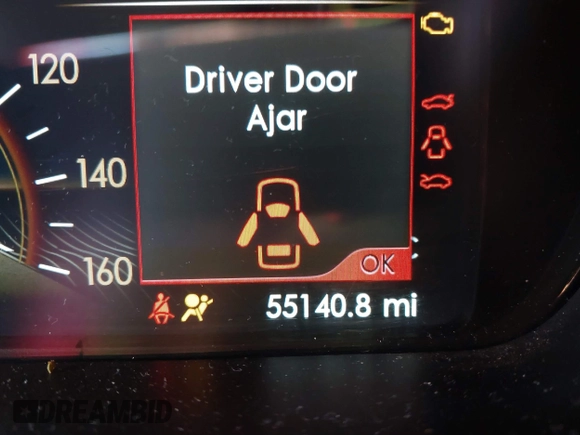 Driver Door
Ajar
120
140
160
OK
55140.8 mi
DREAMBID